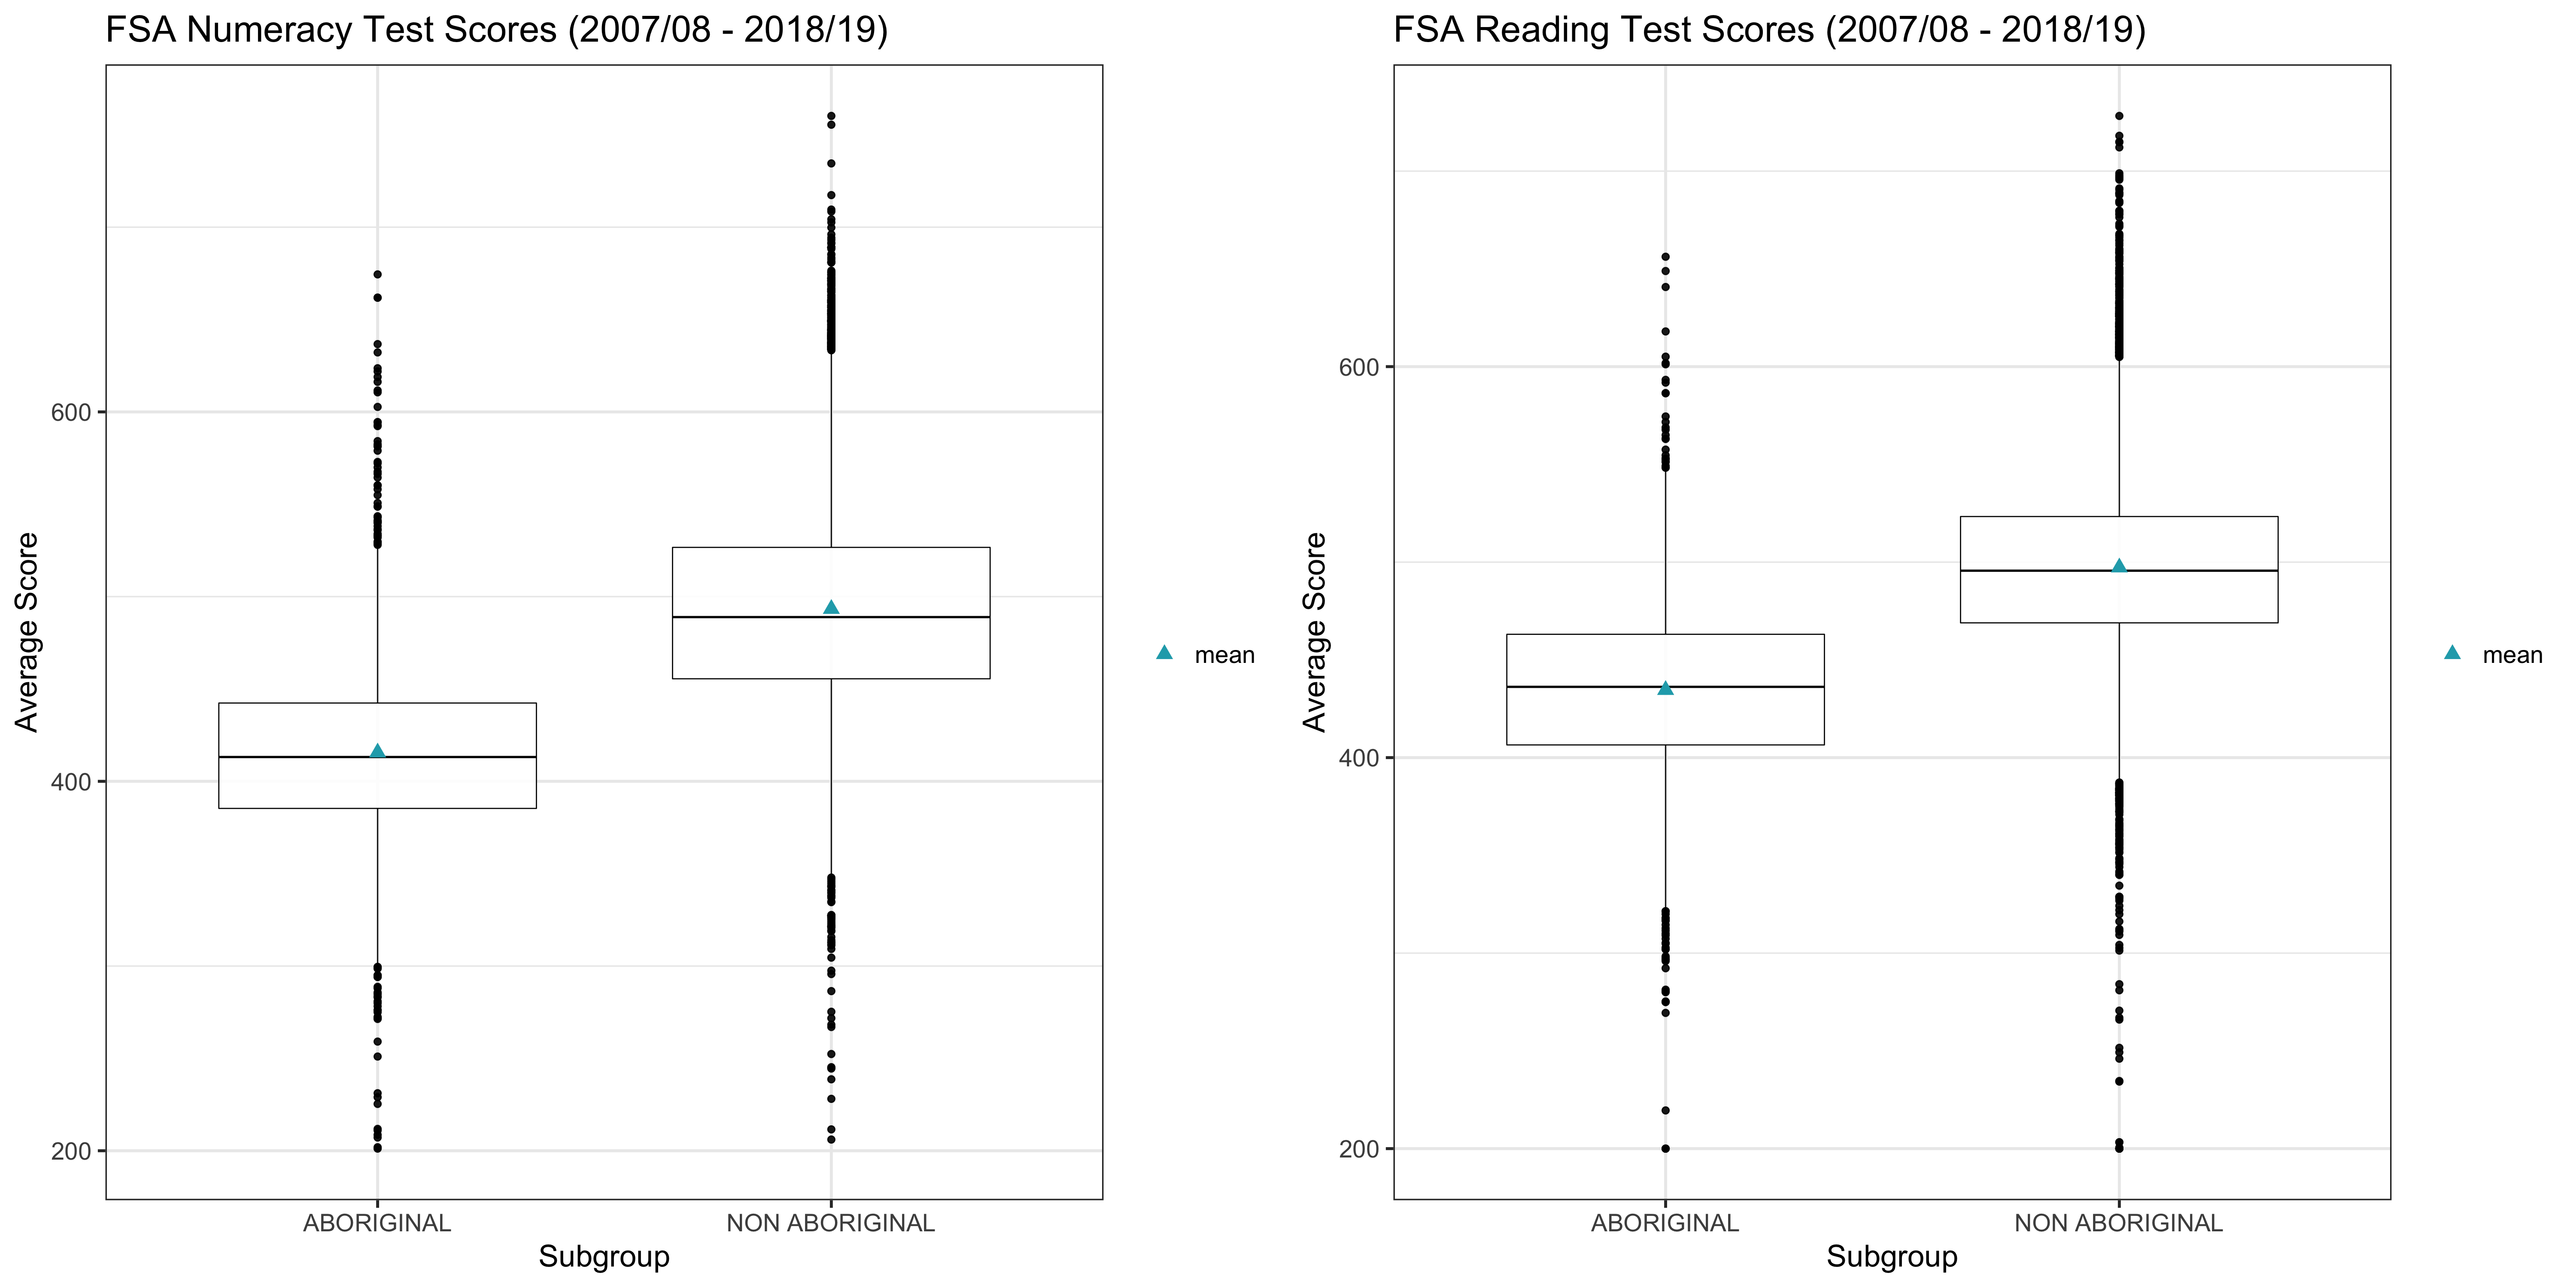 FSA Numeracy Test Scores (2007/08 - 2018/19)
Average Score
600
400
200
ABORIGINAL
NON ABORIGINAL
Subgroup
mean
FSA Reading Test Scores (2007/08 - 2018/19)
Average Score
600
400
200
ABORIGINAL
NON ABORIGINAL
Subgroup
mean